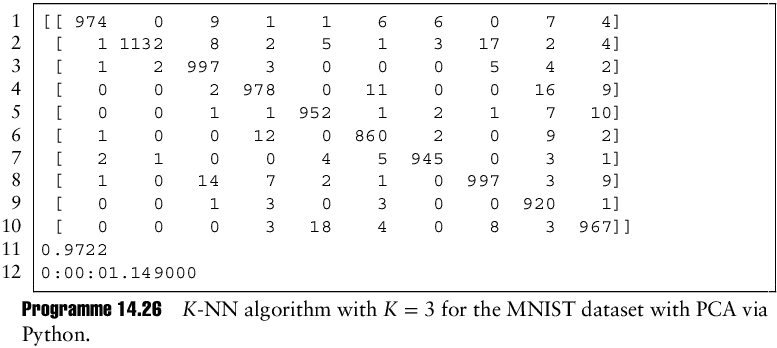 1 [[ 974 0 9 1 1 6 6 0 7 4]
2 [ 1 1132 8 2 5 1 3 17 2 4]
3 [ 1 2 997 3 0 0 0 5 4 2]
4 [ 0 0 2 978 0 11 0 0 16 9]
5 [ 0 0 1 1 952 1 2 1 7 10]
6 [ 1 0 0 12 0 860 2 0 9 2]
7 [ 2 1 0 0 4 5 945 0 3 1]
8 [ 1 0 14 7 2 1 0 997 3 9]
9 [ 0 0 1 3 0 3 0 0 920 1]
10 [ 0 0 0 3 18 4 0 8 3 967]]
11 0.9722
12 0:00:01.149000
Programme 14.26 K-NN algorithm with K = 3 for the MNIST dataset with PCA via
Python.